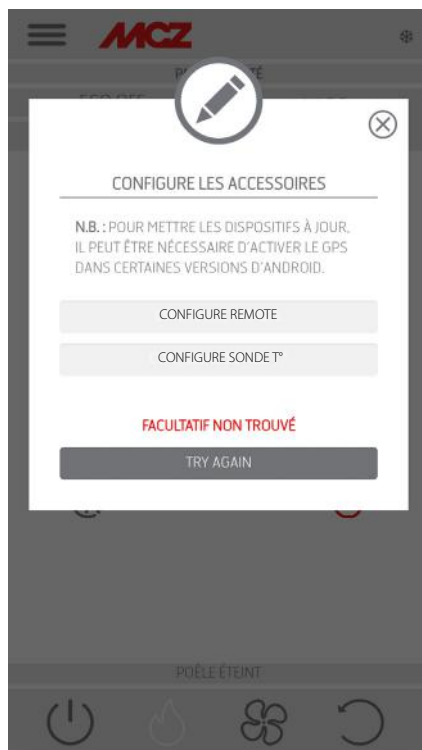 MCZ
CONFIGURE LES ACCESSOIRES
N.B. : POUR METTRE LES DISPOSITIFS À JOUR,
IL PEUT ÊTRE NÉCESSAIRE D'ACTIVER LE GPS
DANS CERTAINES VERSIONS D'ANDROID.
CONFIGURE REMOTE
CONFIGURE SONDE T°
FACULTATIF NON TROUVÉ
TRY AGAIN
POÊLE ÉTEINT